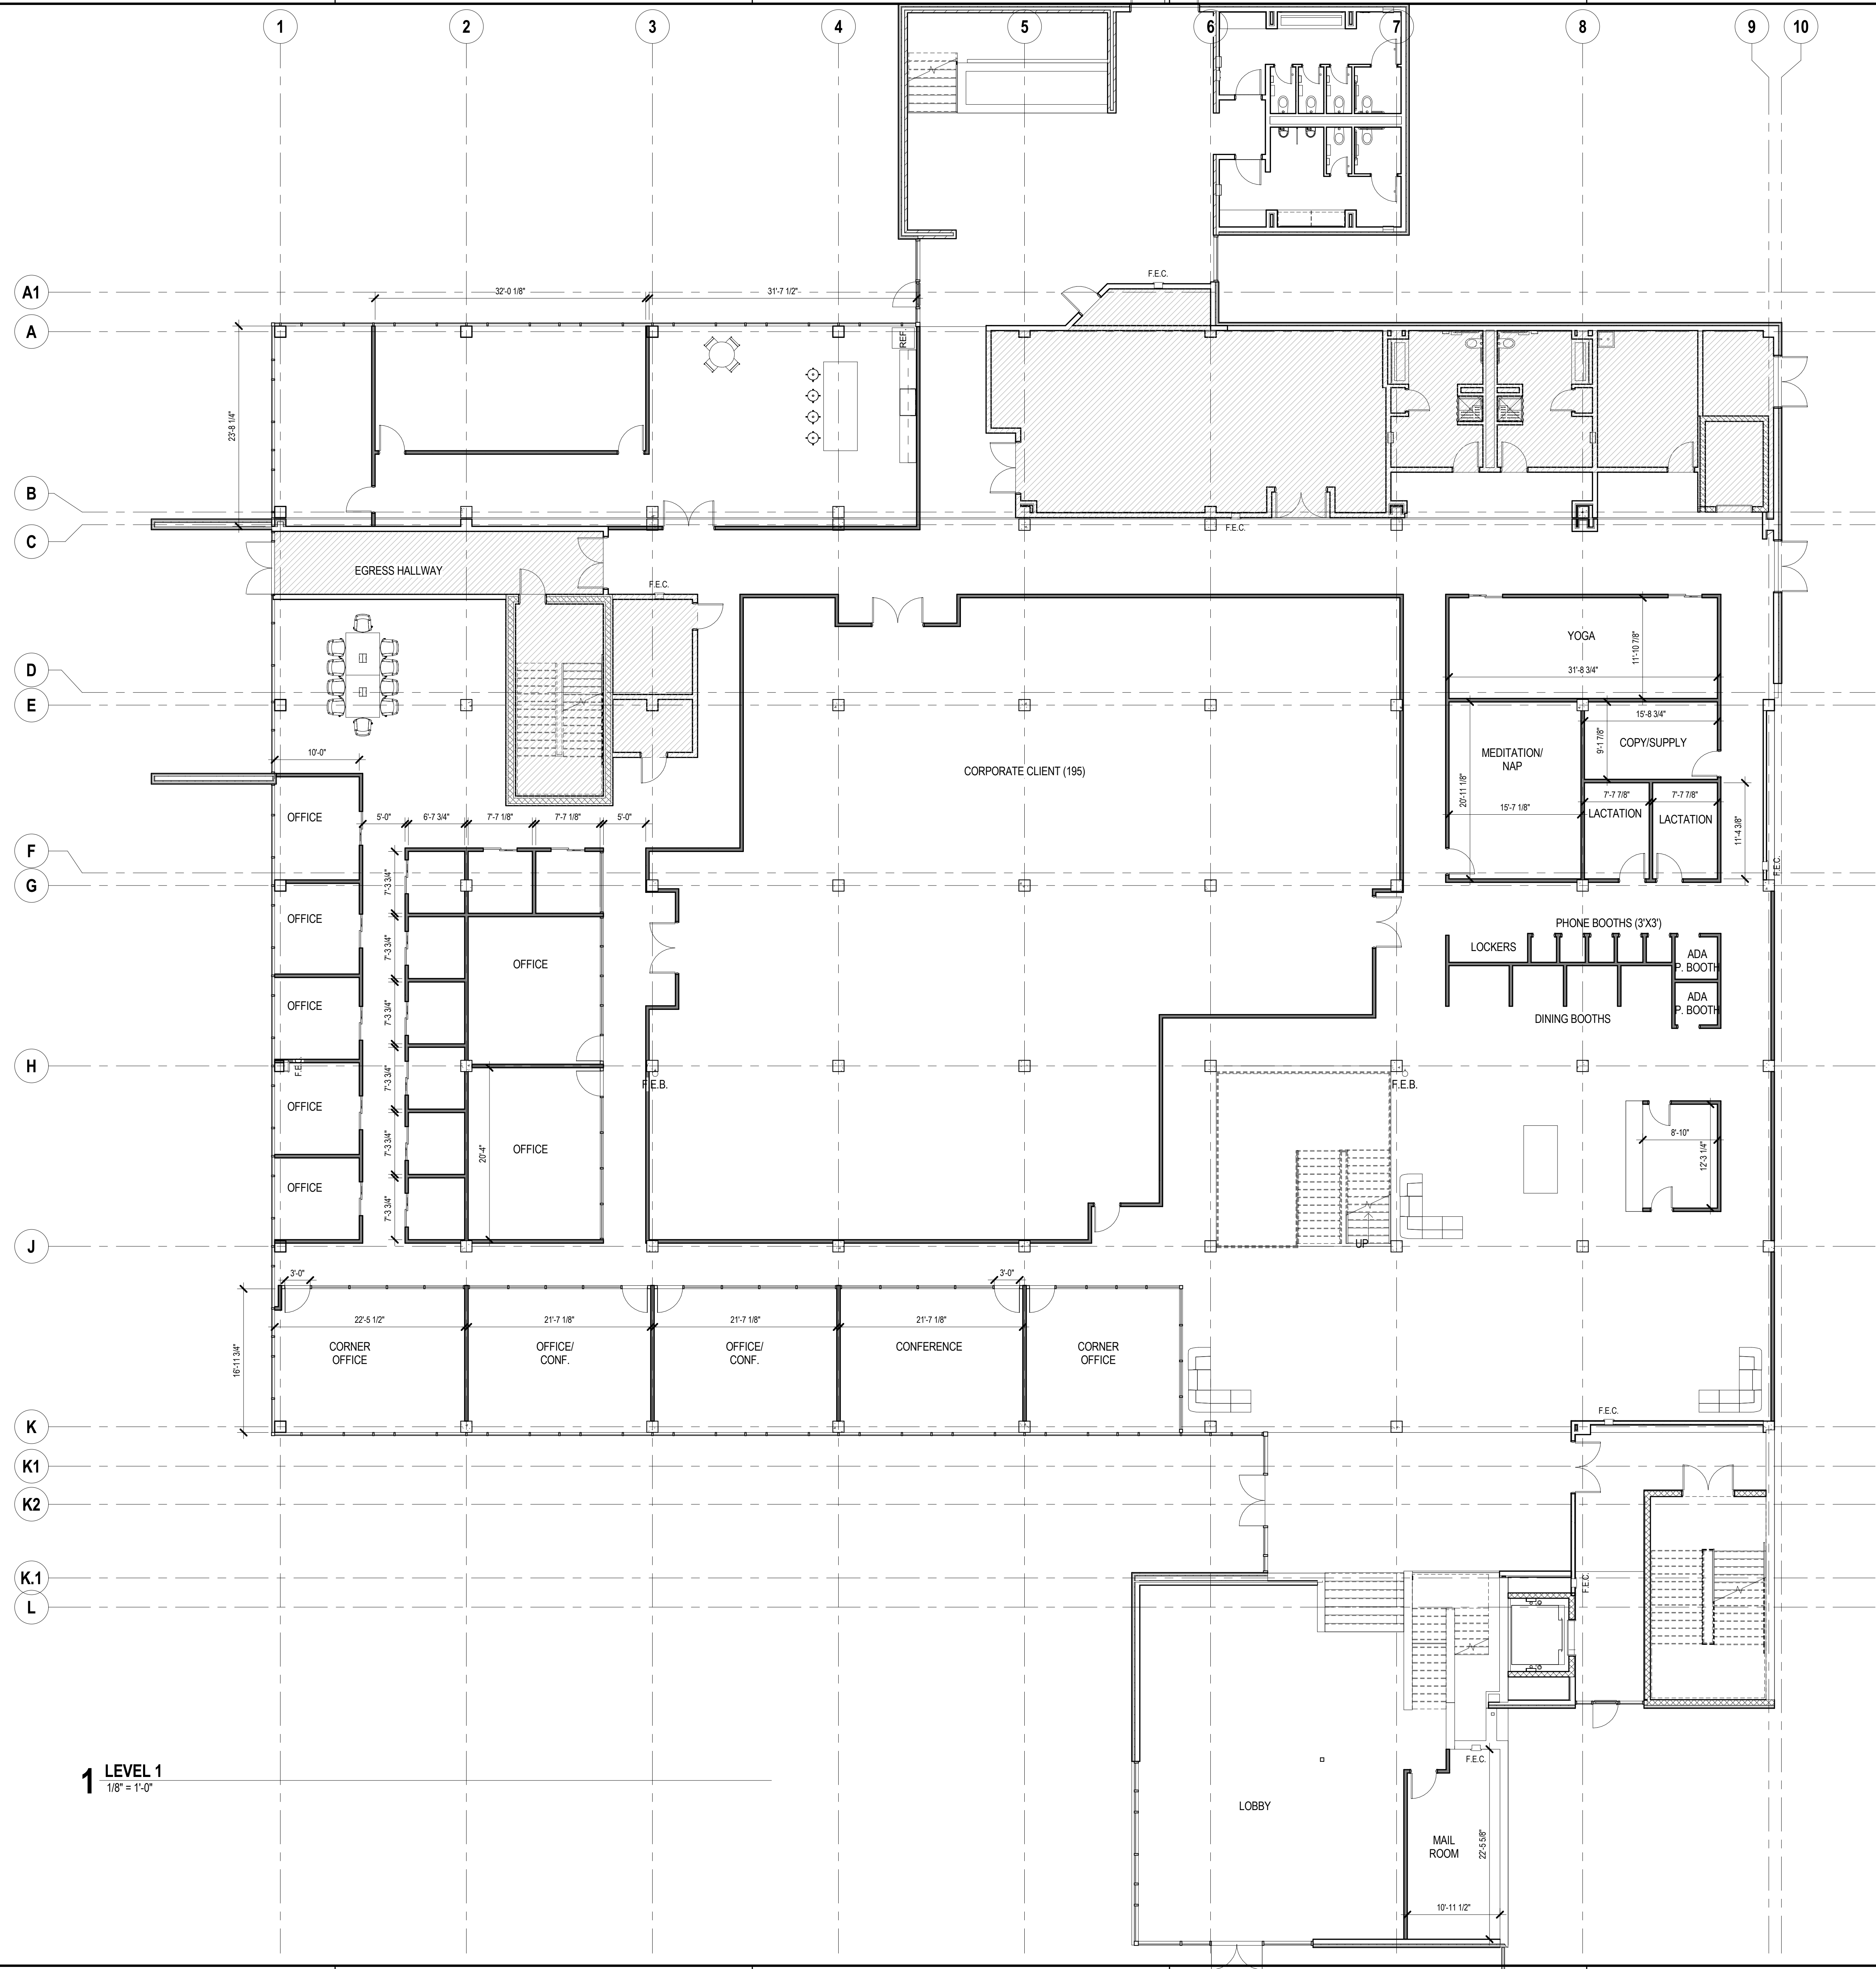 1 2 3 4 5 6 7 8 9 10
F.E.C.
A1
32'-0 1/8" 31'-7 1/2"
A
REF
23'-8 1/4"
B
C
F.E.C.
EGRESS HALLWAY
F.E.C.
YOGA
11'-10 7/8"
31'-8 3/4"
D
E
15'-8 3/4"
9'-1 7/8"
COPY/SUPPLY
MEDITATION/
NAP
10'-0"
CORPORATE CLIENT (195)
20'-11 1/8"
15'-7 1/8"
7'-7 7/8" 7'-7 7/8"
LACTATION LACTATION
11'-4 3/8"
OFFICE
5'-0" 6'-7 3/4" 7'-7 1/8" 7'-7 1/8" 5'-0"
F
G
F.E.C.
7'-3 3/4"
OFFICE
PHONE BOOTHS (3'X3')
LOCKERS
ADA
P. BOOTH
7'-3 3/4"
OFFICE
OFFICE
7'-3 3/4"
ADA
P. BOOTH
DINING BOOTHS
H
F.E.
F.E.B.
F.E.B.
7'-3 3/4"
OFFICE
8'-10"
12'-3 1/4"
7'-3 3/4"
20'-4"
OFFICE
OFFICE
7'-3 3/4"
UP
J
3'-0" 3'-0"
22'-5 1/2" 21'-7 1/8" 21'-7 1/8" 21'-7 1/8"
16'-11 3/4"
CORNER
OFFICE
OFFICE/
CONF.
OFFICE/
CONF.
CONFERENCE
CORNER
OFFICE
F.E.C.
K
K1
K2
K.1
F.E.C.
L
F.E.C.
1 LEVEL 1
1/8" = 1'-0"
LOBBY
MAIL
ROOM
22'-5 5/8"
10'-11 1/2"